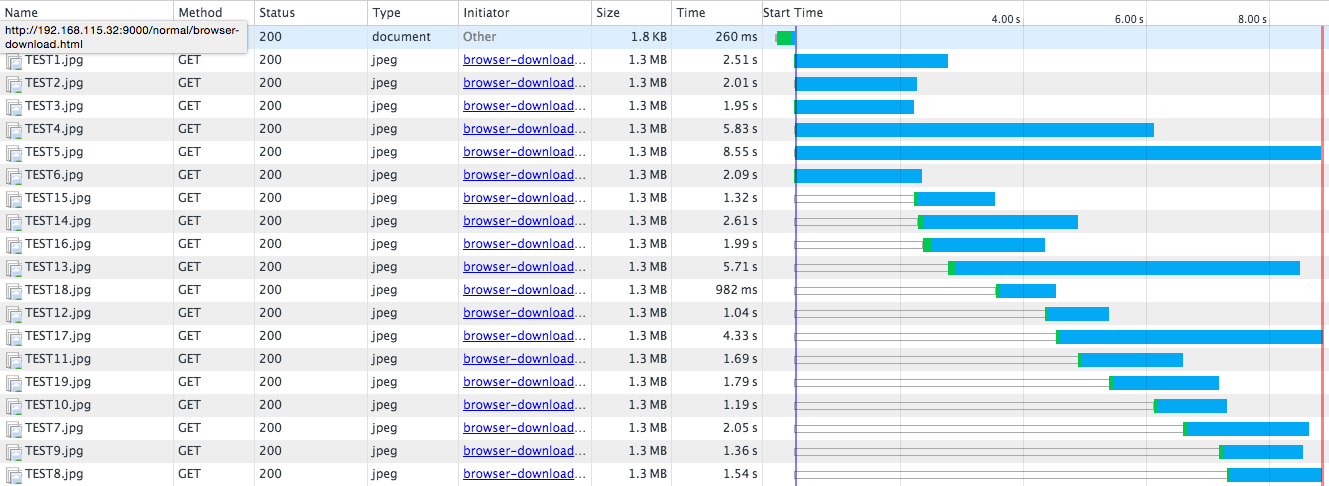 Name Method Status Type Initiator Size Time Start Time 4.00 s 6.00 s 8.00 s
http://192.168.115.32:9000/normal/browser-
download.html
200 document Other 1.8 KB 260 ms
TEST1.jpg GET 200 jpeg browser-download... 1.3 MB 2.51 s
TEST2.jpg GET 200 jpeg browser-download... 1.3 MB 2.01 s
TEST3.jpg GET 200 jpeg browser-download... 1.3 MB 1.95 s
TEST4.jpg GET 200 jpeg browser-download... 1.3 MB 5.83 s
TEST5.jpg GET 200 jpeg browser-download... 1.3 MB 8.55 s
TEST6.jpg GET 200 jpeg browser-download... 1.3 MB 2.09 s
TEST15.jpg GET 200 jpeg browser-download... 1.3 MB 1.32 s
TEST14.jpg GET 200 jpeg browser-download... 1.3 MB 2.61 s
TEST16.jpg GET 200 jpeg browser-download... 1.3 MB 1.99 s
TEST13.jpg GET 200 jpeg browser-download... 1.3 MB 5.71 s
TEST18.jpg GET 200 jpeg browser-download... 1.3 MB 982 ms
TEST12.jpg GET 200 jpeg browser-download... 1.3 MB 1.04 s
TEST17.jpg GET 200 jpeg browser-download... 1.3 MB 4.33 s
TEST11.jpg GET 200 jpeg browser-download... 1.3 MB 1.69 s
TEST19.jpg GET 200 jpeg browser-download... 1.3 MB 1.79 s
TEST10.jpg GET 200 jpeg browser-download... 1.3 MB 1.19 s
TEST7.jpg GET 200 jpeg browser-download... 1.3 MB 2.05 s
TEST9.jpg GET 200 jpeg browser-download... 1.3 MB 1.36 s
TEST8.jpg GET 200 jpeg browser-download... 1.3 MB 1.54 s